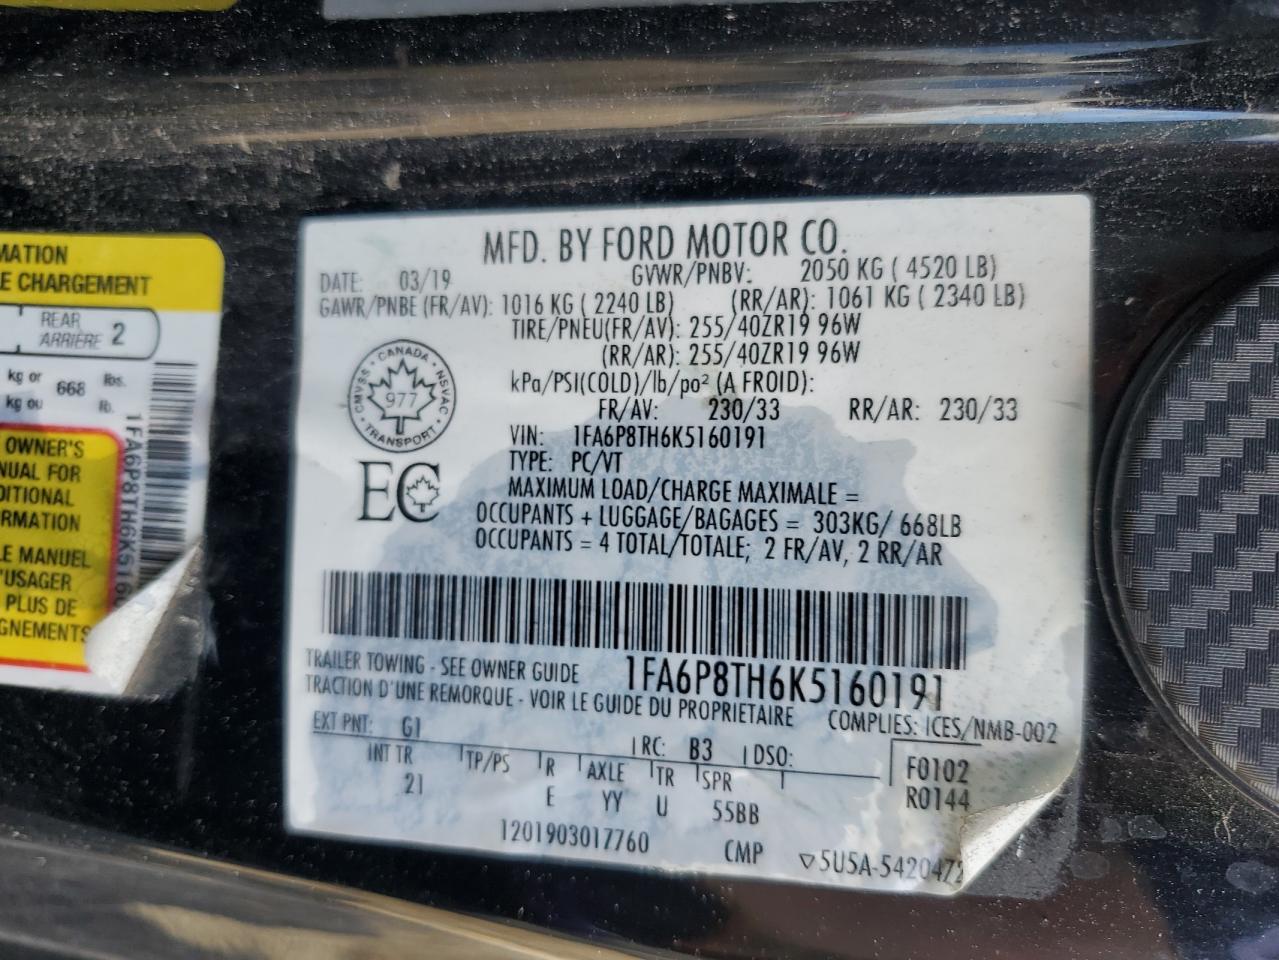 MATION
E CHARGEMENT
REAR
ARRIÈRE 2
kg or 668 lbs.
kg ou lb.
OWNER'S
NUAL FOR
DITIONAL
ORMATION
LE MANUEL
'USAGER
PLUS DE
GNEMENTS
1FA6P8TH6K5160
MFD. BY FORD MOTOR CO.
DATE: 03/19 GVWR/PNBV: 2050 KG ( 4520 LB)
GAWR/PNBE (FR/AV): 1016 KG ( 2240 LB) (RR/AR): 1061 KG ( 2340 LB)
TIRE/PNEU(FR/AV): 255/40ZR19 96W
(RR/AR): 255/40ZR19 96W
kPa/PSI(COLD)/lb/po² (A FROID):
FR/AV: 230/33 RR/AR: 230/33
VIN: 1FA6P8TH6K5160191
TYPE: PC/VT
CANADA · NSVAC · TRANSPORT · CMVSS
977
EC
MAXIMUM LOAD/CHARGE MAXIMALE =
OCCUPANTS + LUGGAGE/BAGAGES = 303KG/ 668LB
OCCUPANTS = 4 TOTAL/TOTALE; 2 FR/AV, 2 RR/AR
TRAILER TOWING - SEE OWNER GUIDE 1FA6P8TH6K5160191
TRACTION D'UNE REMORQUE - VOIR LE GUIDE DU PROPRIETAIRE COMPLIES: ICES/NMB-002
EXT PNT: G1 RC: B3 DSO:
INT TR TP/PS R AXLE TR SPR F0102
21 E YY U 55BB R0144
1201903017760 CMP ▽5U5A-5420472